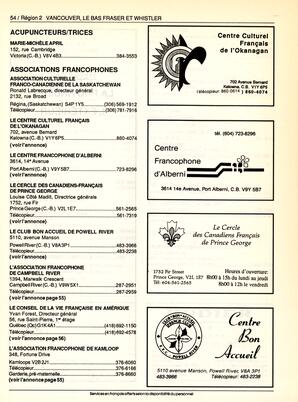 54 / Région 2 VANCOUVER, LE BAS FRASER ET WHISTLER
ACUPUNCTEURS/TRICES
MARIE-MICHÈLE APRIL
152, rue Cambridge
Victoria (C.-B.) V8V 4B3 384-3553
ASSOCIATIONS FRANCOPHONES
ASSOCIATION CULTURELLE
FRANCO-CANADIENNE DE LA SASKATCHEWAN
Ronald Labrecque, directeur général
2132, rue Broad
Régina, (Saskatchewan) S4P 1Y5 (306) 569-1912
Télécopieur (306) 781-7916
LE CENTRE CULTUREL FRANÇAIS
DE L'OKANAGAN
702, avenue Bernard
Kelowna (C.-B.) V1Y 6P5 860-4074
(voir l'annonce)
LE CENTRE FRANCOPHONE D'ALBERNI
3614, 14e Avenue
Port Alberni (C.-B.) V9Y 5B7 723-8296
(voir l'annonce)
LE CERCLE DES CANADIENS-FRANÇAIS
DE PRINCE GEORGE
Louise Côté Madill, Directrice générale
1752, rue Fir
Prince George (C.-B.) V2L 1E7 561-2565
Télécopieur 561-7319
(voir l'annonce)
LE CLUB BON ACCUEIL DE POWELL RIVER
5110, avenue Manson
Powell River (C.-B.) V8A 3P1 483-3966
Télécopieur 483-2238
(voir l'annonce)
L'ASSOCIATION FRANCOPHONE
DE CAMPBELL RIVER
1394, Marwalk Crescent
Campbell River (C.-B.) V9W 5X1 287-2951
Télécopieur 287-2959
(voir l'annonce page 55)
LE CONSEIL DE LA VIE FRANÇAISE EN AMÉRIQUE
Yvan Forest, Directeur général
56, rue Saint-Pierre, 1er étage
Québec (Qc) G1K 4A1 (418) 692-1150
Télécopieur (418) 692-4578
(voir l'annonce page 56)
L'ASSOCIATION FRANCOPHONE DE KAMLOOP
348, Fortune Drive
Kamloops V2B 2J1 376-6060
Télécopieur 376-6166
Garderie, pré-maternelle 376-8660
(voir l'annonce page 55)
Centre Culturel
Français
de l'Okanagan
702 Avenue Bernard
Kelowna, C.B. V1Y 6P5
860-4074
tél. (604) 723-8296
Centre
Francophone
d'Alberni
3614 14e Avenue, Port Alberni, C.B. V9Y 5B7
Le Cercle
des Canadiens Français
de Prince George
1752 Fir Street
Prince George, V2L 1E7
Tél: 604-561-2565
Heures d'ouverture:
8h00 à 15h du lundi au jeudi
8h00 à 12h le vendredi
Centre
Bon
Accueil
POWELL RIVER
5110 avenue Manson, Powell River, V8A 3P1
483-3966 Télécopieur: 483-2238
Services en français offerts selon la disponibilité du personnel